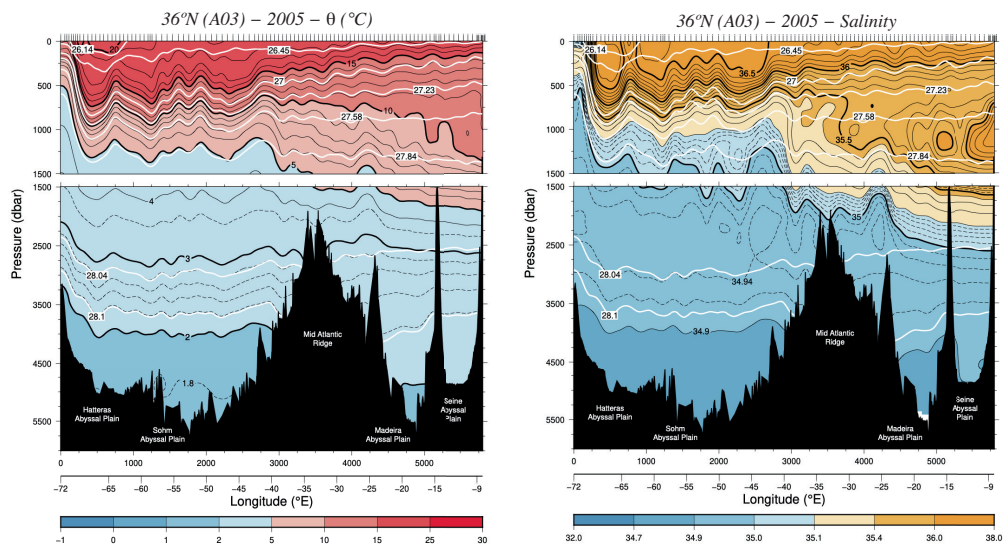 36ºN (A03) − 2005 − θ (°C)
26.14
20
26.45
15
27
27.23
10
27.58
27.84
5
0
500
1000
1500
1500
2500
3500
4500
5500
Pressure (dbar)
4
3
28.04
28.1
2
1.8
Mid Atlantic
Ridge
Hatteras
Abyssal Plain
Sohm
Abyssal Plain
Madeira
Abyssal Plain
Seine
Abyssal
Plain
0 1000 2000 3000 4000 5000
−72 −65 −60 −55 −50 −45 −40 −35 −30 −25 −20 −15 −9
Longitude (°E)
−1 0 1 2 5 10 15 25 30
36ºN (A03) − 2005 − Salinity
26.14
26.45
36.5
36
27
27.23
27.58
35.5
27.84
0
500
1000
1500
1500
2500
3500
4500
5500
Pressure (dbar)
35
28.04
34.94
28.1
34.9
Mid Atlantic
Ridge
Hatteras
Abyssal Plain
Sohm
Abyssal Plain
Madeira
Abyssal Plain
Seine
Abyssal
Plain
0 1000 2000 3000 4000 5000
−72 −65 −60 −55 −50 −45 −40 −35 −30 −25 −20 −15 −9
Longitude (°E)
32.0 34.7 34.9 35.0 35.1 35.4 36.0 38.0